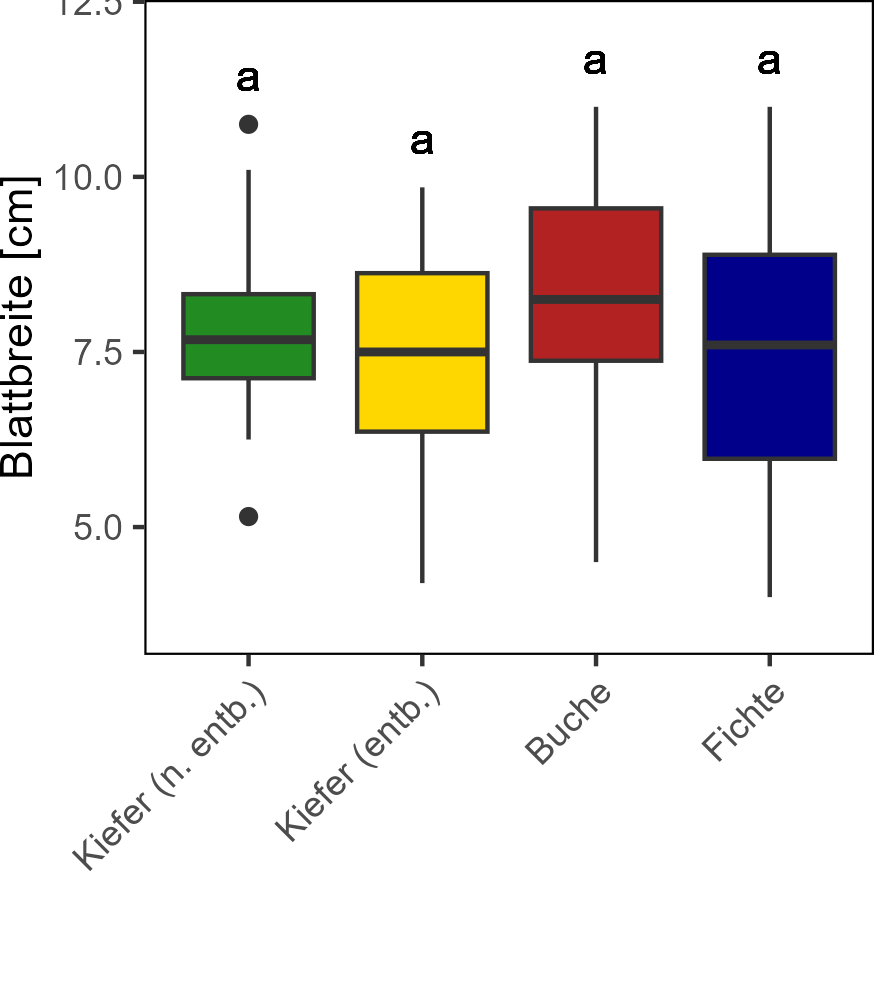 12.5
a
a
a
a
10.0
7.5
5.0
Blattbreite [cm]
Kiefer (n. entb.)
Kiefer (entb.)
Buche
Fichte